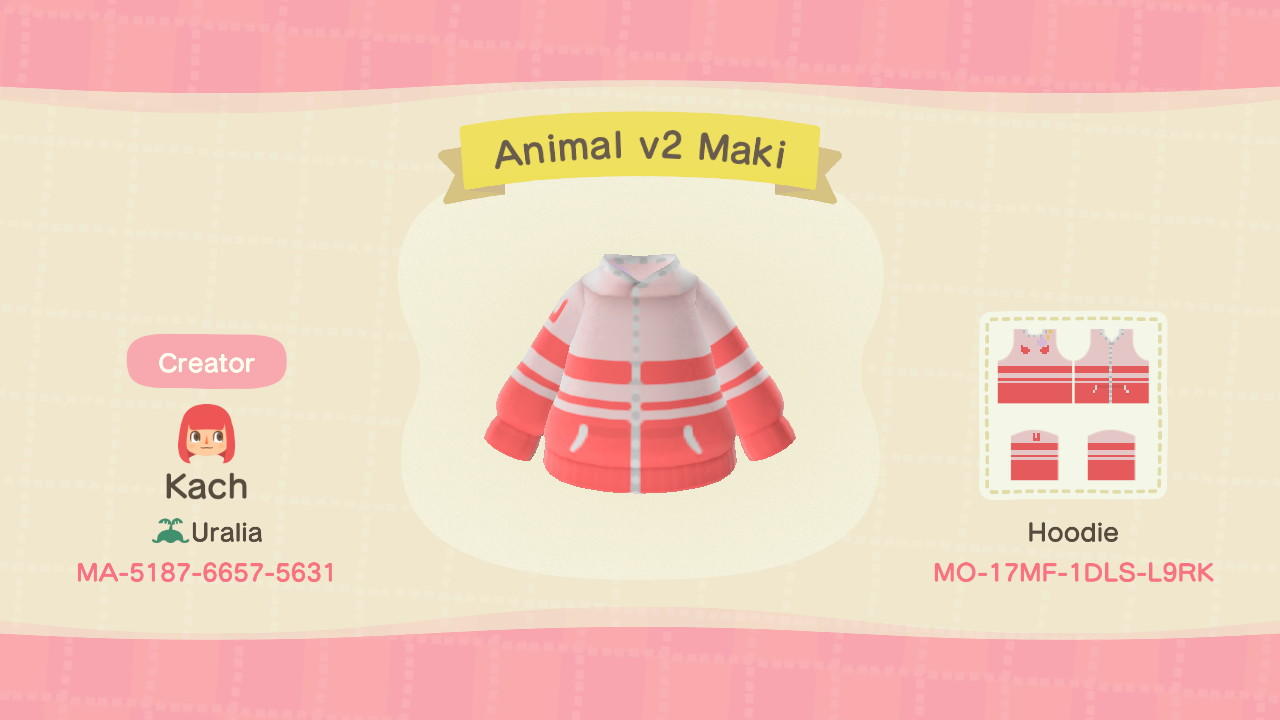 Animal v2 Maki
Creator
Kach
Uralia
MA-5187-6657-5631
Hoodie
MO-17MF-1DLS-L9RK